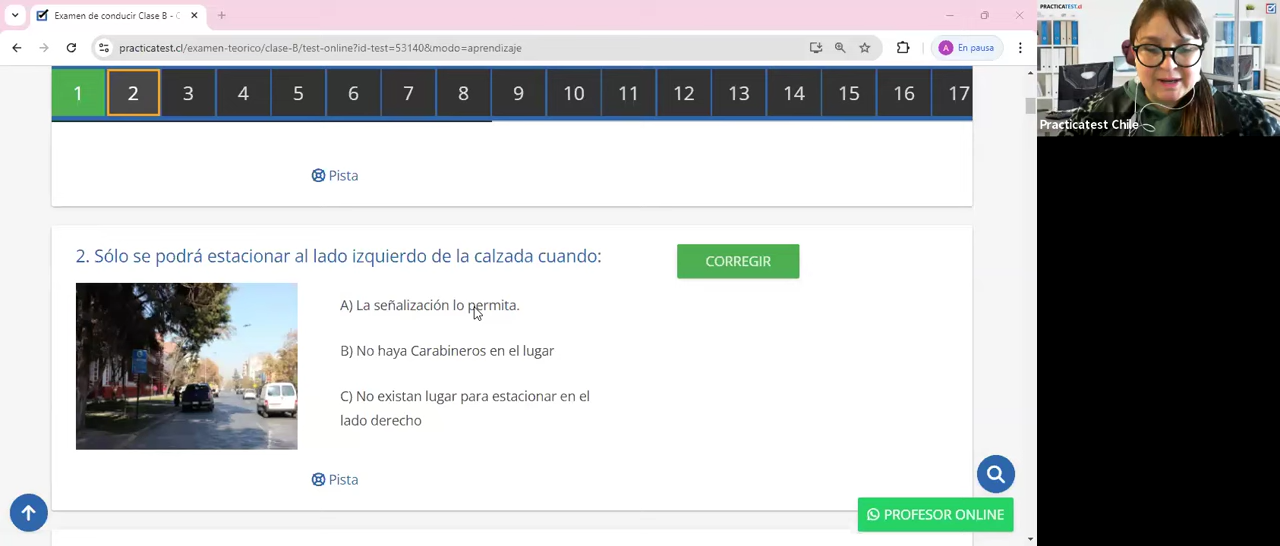 Examen de conducir Clase B - C
practicatest.cl/examen-teorico/clase-B/test-online?id-test=53140&modo=aprendizaje
A En pausa
1 2 3 4 5 6 7 8 9 10 11 12 13 14 15 16 17
Pista
2. Sólo se podrá estacionar al lado izquierdo de la calzada cuando:
CORREGIR
A) La señalización lo permita.
B) No haya Carabineros en el lugar
C) No existan lugar para estacionar en el
lado derecho
Pista
PROFESOR ONLINE
PRACTICATEST.cl
Practicatest Chile